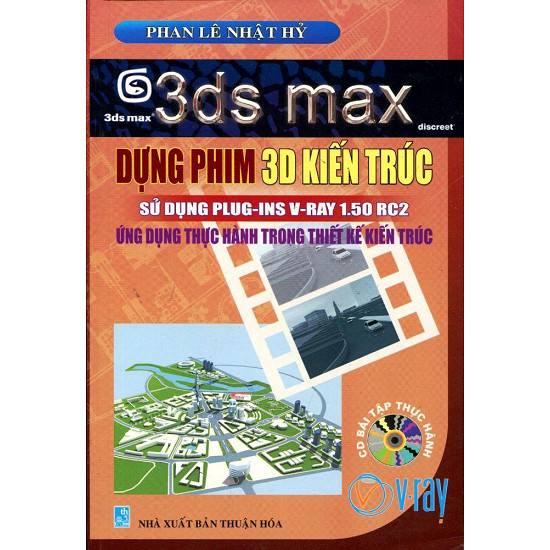 PHAN LÊ NHẬT HỶ
3ds max
3ds max®
discreet®
DỰNG PHIM 3D KIẾN TRÚC
SỬ DỤNG PLUG-INS V-RAY 1.50 RC2
ỨNG DỤNG THỰC HÀNH TRONG THIẾT KẾ KIẾN TRÚC
CD BÀI TẬP THỰC HÀNH
v·ray
th
NHÀ XUẤT BẢN THUẬN HÓA